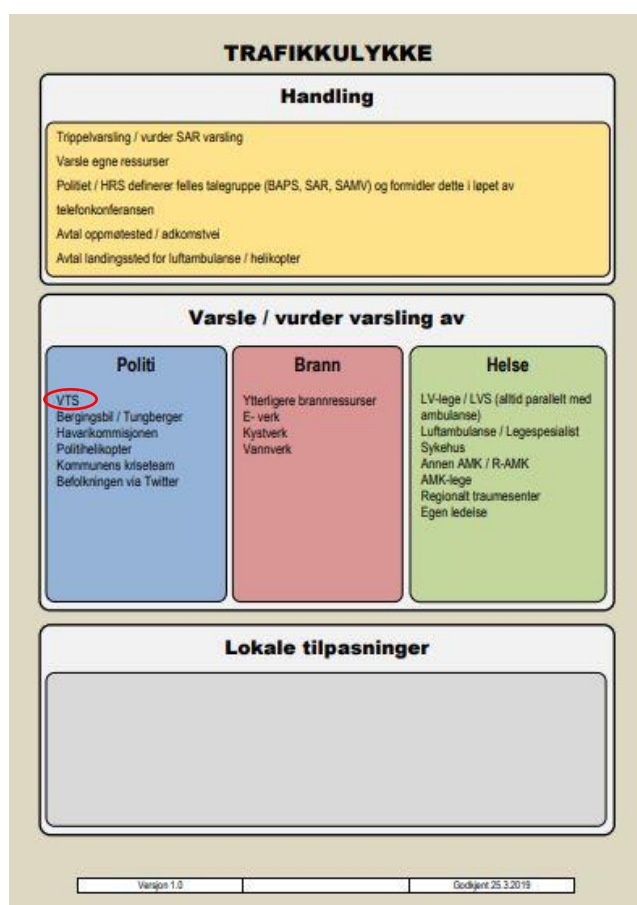 TRAFIKKULYKKE
Handling
Trippelvarsling / vurder SAR varsling
Varsle egne ressurser
Politiet / HRS definerer felles talegruppe (BAPS, SAR, SAMV) og formidler dette i løpet av
telefonkonferansen
Avtal oppmøtested / adkomstvei
Avtal landingssted for luftambulanse / helikopter
Varsle / vurder varsling av
Politi
VTS
Bergingsbil / Tungberger
Havarikommisjonen
Politihelikopter
Kommunens kriseteam
Befolkningen via Twitter
Brann
Ytterligere brannressurser
E- verk
Kystverk
Vannverk
Helse
LV-lege / LVS (alltid parallelt med
ambulanse)
Luftambulanse / Legespesialist
Sykehus
Annen AMK / R-AMK
AMK-lege
Regionalt traumesenter
Egen ledelse
Lokale tilpasninger
Versjon 1.0
Godkjent 25.3.2019